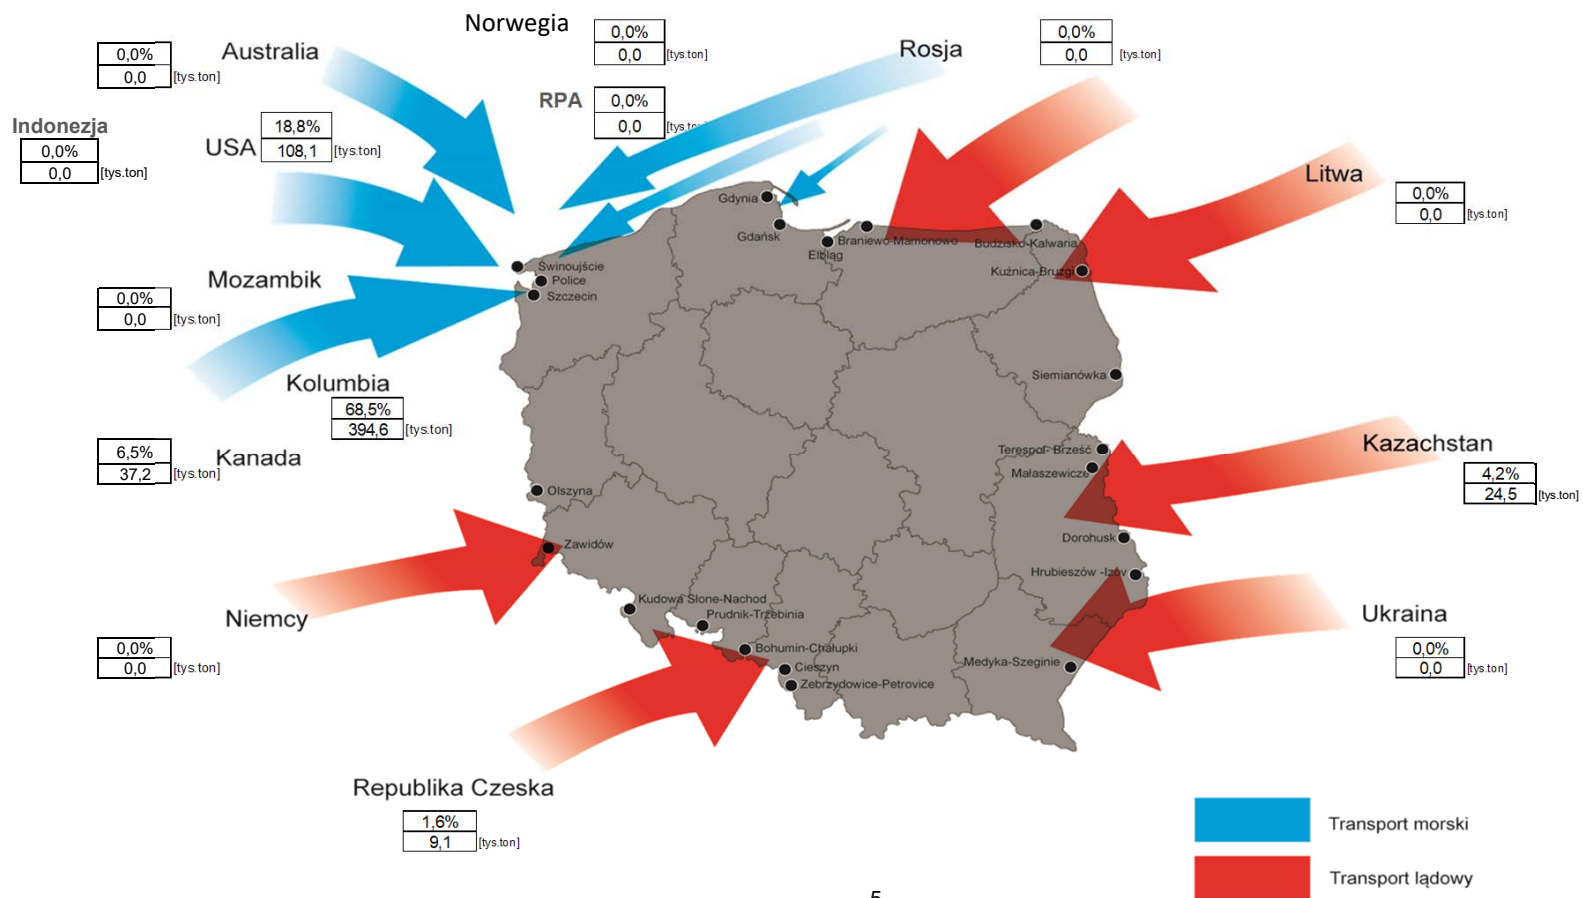 Norwegia
0,0%
0,0 [tys.ton]
Rosja
0,0%
0,0 [tys.ton]
Australia
0,0%
0,0 [tys.ton]
RPA
0,0%
0,0
Indonezja
0,0%
0,0 [tys.ton]
USA
18,8%
108,1 [tys.ton]
Litwa
0,0%
0,0 [tys.ton]
Mozambik
0,0%
0,0 [tys.ton]
Kolumbia
68,5%
394,6 [tys.ton]
Kanada
6,5%
37,2 [tys.ton]
Kazachstan
4,2%
24,5 [tys.ton]
Niemcy
0,0%
0,0 [tys.ton]
Ukraina
0,0%
0,0 [tys.ton]
Republika Czeska
1,6%
9,1 [tys.ton]
Gdynia
Gdańsk
Elbląg
Braniewo-Mamonowo
Budzisko-Kalwaria
Kuźnica-Bruzgi
Świnoujście
Police
Szczecin
Siemianówka
Terespol- Brześć
Małaszewicze
Olszyna
Dorohusk
Zawidów
Hrubieszów -Izov
Kudowa Słone-Nachod
Prudnik-Trzebinia
Bohumin-Chałupki
Cieszyn
Zebrzydowice-Petrovice
Medyka-Szeginie
Transport morski
Transport lądowy